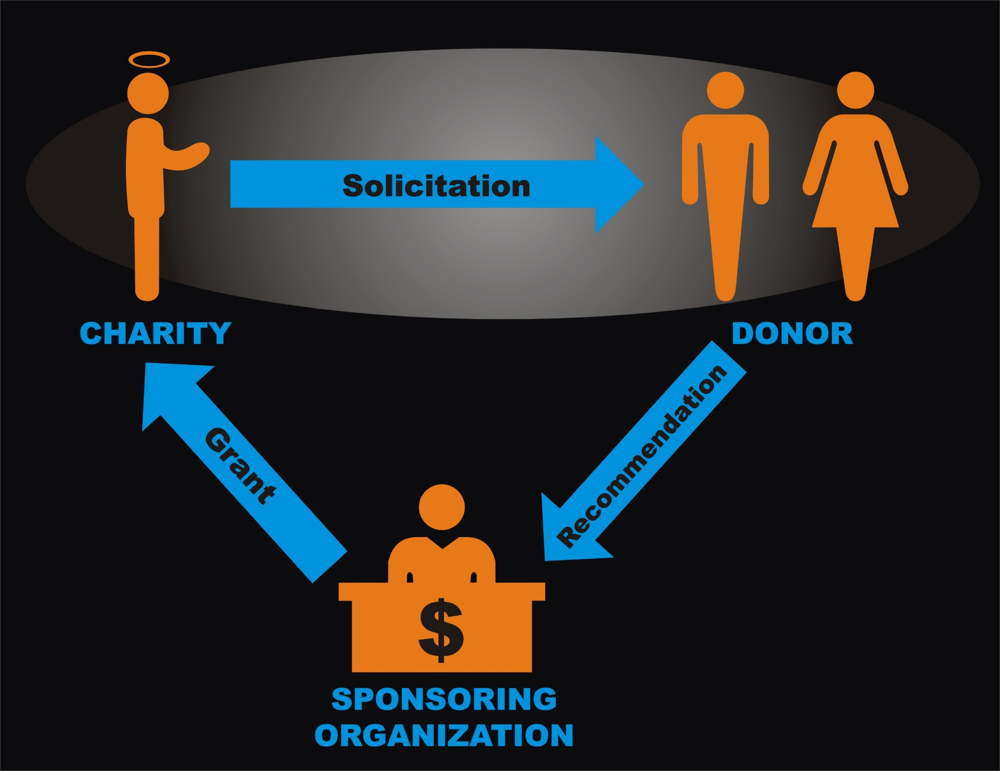 Solicitation
CHARITY
DONOR
Grant
Recommendation
$
SPONSORING
ORGANIZATION